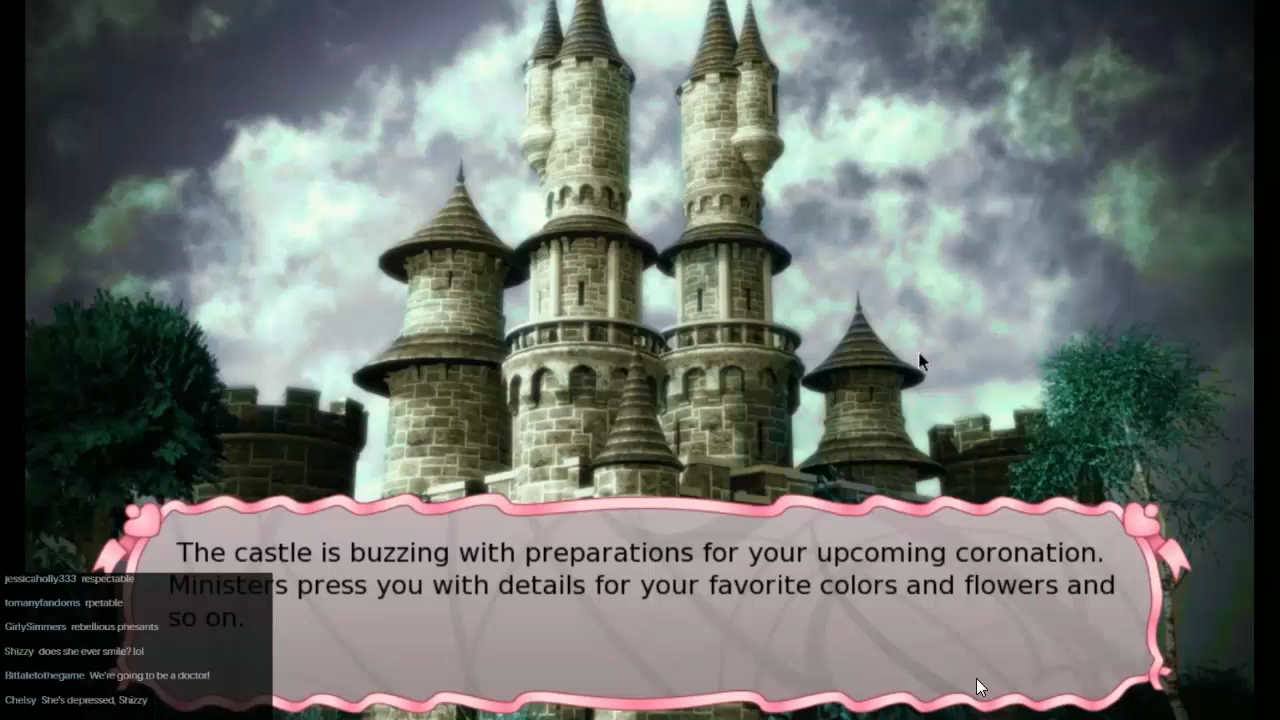 The castle is buzzing with preparations for your upcoming coronation.
Ministers press you with details for your favorite colors and flowers and
so on.
jessicaholly333 respectable
tomanyfandoms rpetable
GirlySimmers rebellious phesants
Shizzy does she ever smile? lol
Bitlatetothegame We're going to be a doctor!
Chelsy She's depressed, Shizzy